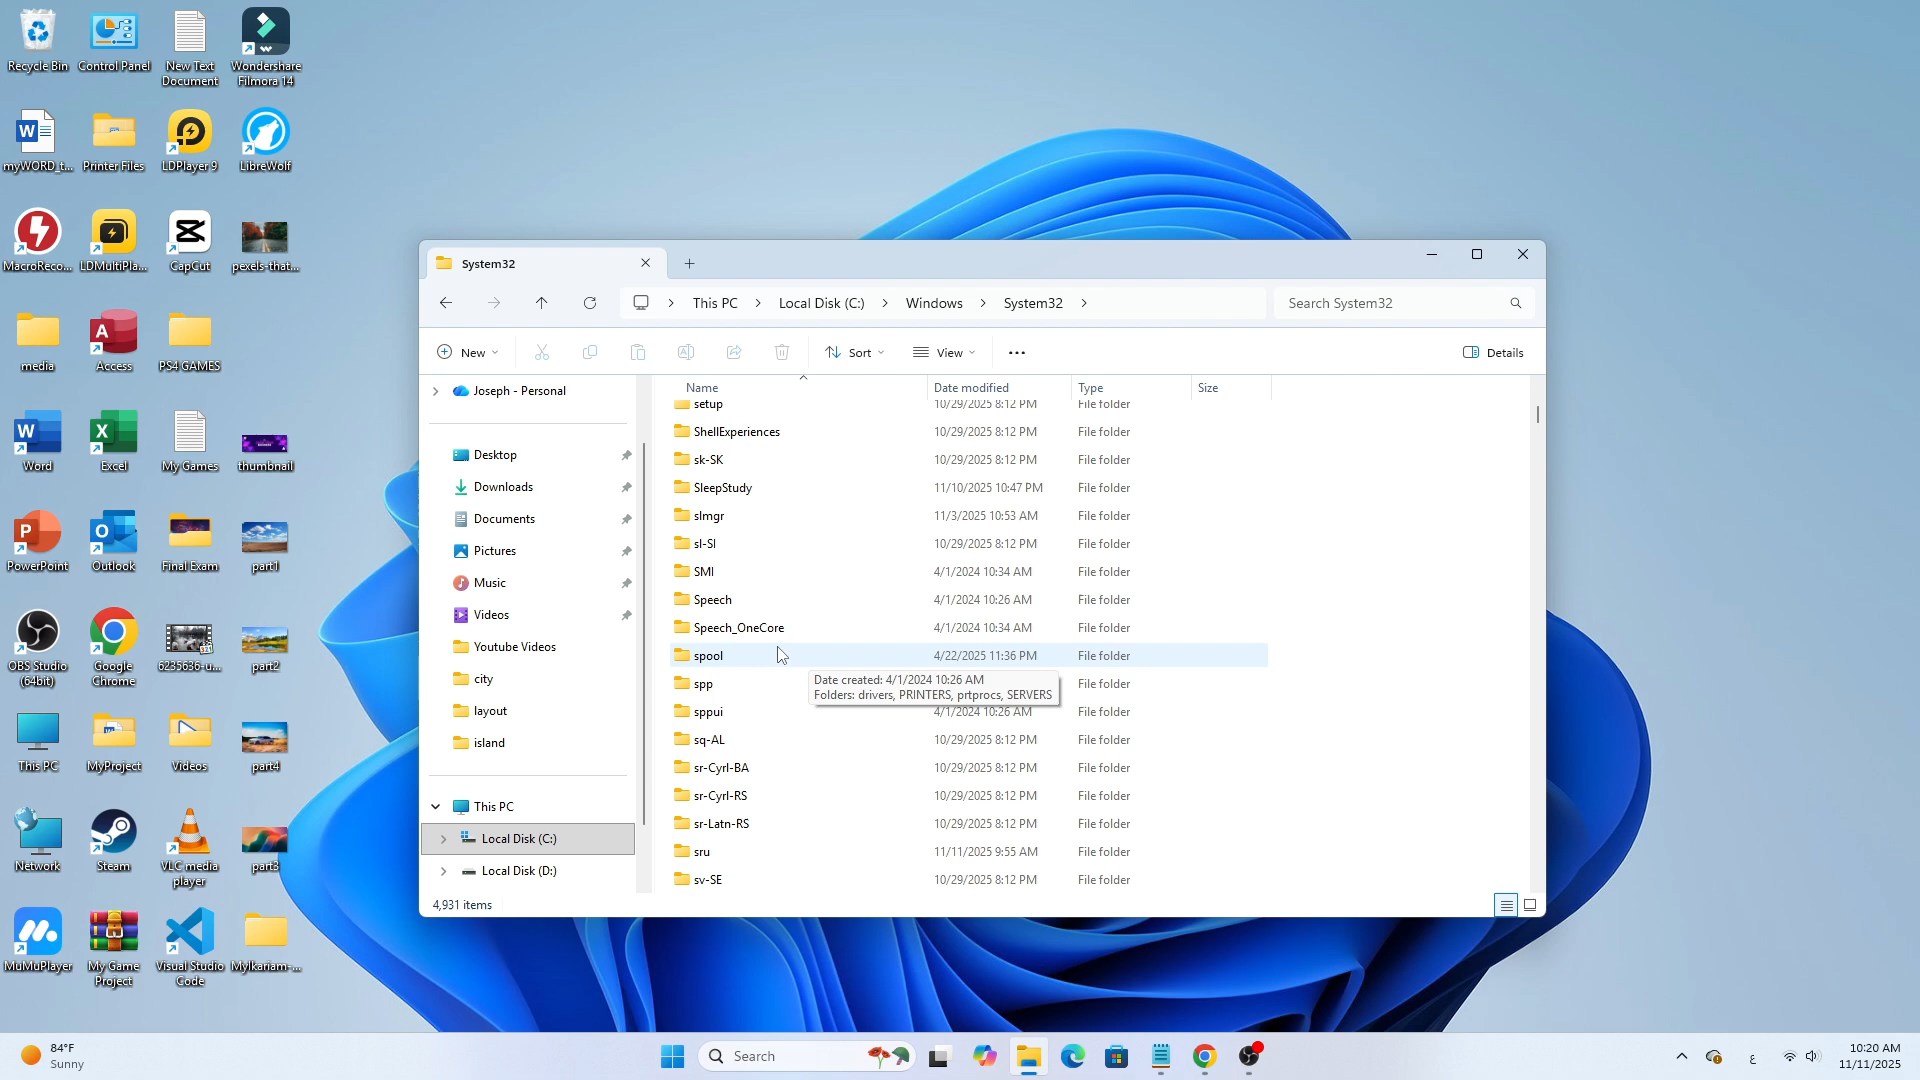 Recycle Bin
Control Panel
New Text
Document
Wondershare
Filmora 14
myWORD_t...
Printer Files
LDPlayer 9
LibreWolf
MacroReco...
LDMultiPla...
CapCut
pexels-that...
media
Access
PS4 GAMES
Word
Excel
My Games
thumbnail
PowerPoint
Outlook
Final Exam
part1
OBS Studio
(64bit)
Google
Chrome
6235636-u...
part2
This PC
MyProject
Videos
part4
Network
Steam
VLC media
player
part3
MuMuPlayer
My Game
Project
Visual Studio
Code
MyIkariam-...
System32
This PC
Local Disk (C:)
Windows
System32
Search System32
New
Sort
View
Details
Joseph - Personal
Desktop
Downloads
Documents
Pictures
Music
Videos
Youtube Videos
city
layout
island
This PC
Local Disk (C:)
Local Disk (D:)
Name Date modified Type Size
setup 10/29/2025 8:12 PM File folder
ShellExperiences 10/29/2025 8:12 PM File folder
sk-SK 10/29/2025 8:12 PM File folder
SleepStudy 11/10/2025 10:47 PM File folder
slmgr 11/3/2025 10:53 AM File folder
sl-SI 10/29/2025 8:12 PM File folder
SMI 4/1/2024 10:34 AM File folder
Speech 4/1/2024 10:26 AM File folder
Speech_OneCore 4/1/2024 10:34 AM File folder
spool 4/22/2025 11:36 PM File folder
spp File folder
Date created: 4/1/2024 10:26 AM
Folders: drivers, PRINTERS, prtprocs, SERVERS
sppui 4/1/2024 10:26 AM File folder
sq-AL 10/29/2025 8:12 PM File folder
sr-Cyrl-BA 10/29/2025 8:12 PM File folder
sr-Cyrl-RS 10/29/2025 8:12 PM File folder
sr-Latn-RS 10/29/2025 8:12 PM File folder
sru 11/11/2025 9:55 AM File folder
sv-SE 10/29/2025 8:12 PM File folder
4,931 items
84°F
Sunny
Search
ع
10:20 AM
11/11/2025